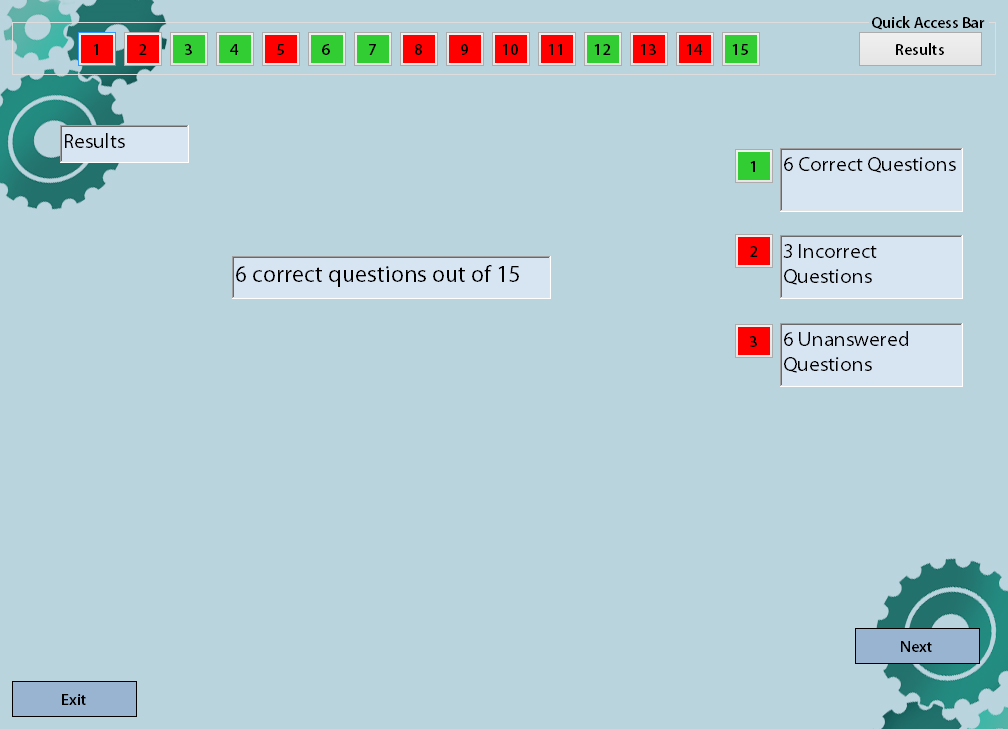 Quick Access Bar
1 2 3 4 5 6 7 8 9 10 11 12 13 14 15
Results
Results
1
6 Correct Questions
6 correct questions out of 15
2
3 Incorrect
Questions
3
6 Unanswered
Questions
Next
Exit